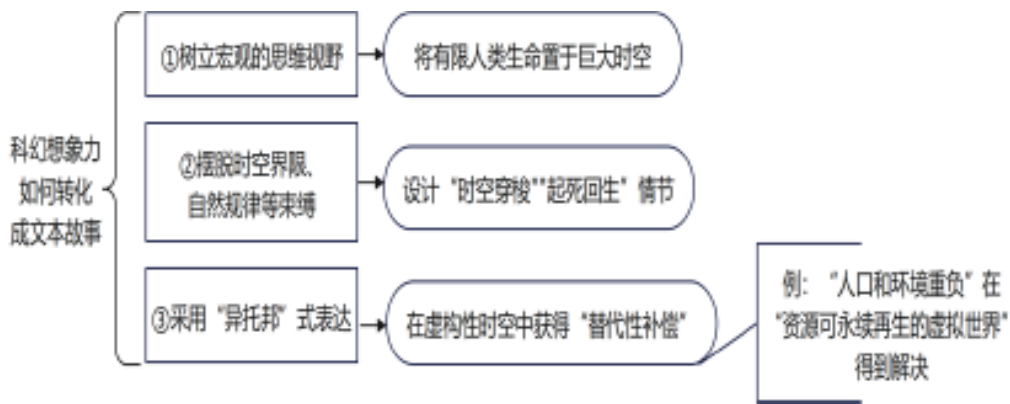 科幻想象力
如何转化
成文本故事
①树立宏观的思维视野
将有限人类生命置于巨大时空
②摆脱时空界限、
自然规律等束缚
设计“时空穿梭”“起死回生”情节
③采用“异托邦”式表达
在虚构性时空中获得“替代性补偿”
例：“人口和环境重负”在
“资源可永续再生的虚拟世界”
得到解决